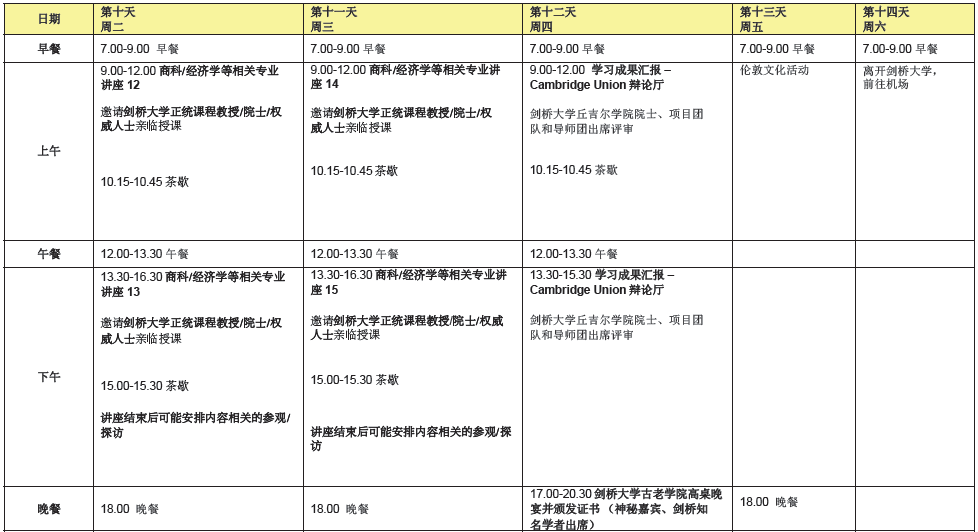 日期
第十天
周二
第十一天
周三
第十二天
周四
第十三天
周五
第十四天
周六
早餐
7.00-9.00 早餐
7.00-9.00 早餐
7.00-9.00 早餐
7.00-9.00 早餐
7.00-9.00 早餐
上午
9.00-12.00 商科/经济学等相关专业
讲座 12
邀请剑桥大学正统课程教授/院士/权
威人士亲临授课
10.15-10.45 茶歇
9.00-12.00 商科/经济学等相关专业讲
座 14
邀请剑桥大学正统课程教授/院士/权
威人士亲临授课
10.15-10.45 茶歇
9.00-12.00 学习成果汇报 –
Cambridge Union 辩论厅
剑桥大学丘吉尔学院院士、项目团
队和导师团出席评审
10.15-10.45 茶歇
伦敦文化活动
离开剑桥大学，
前往机场
午餐
12.00-13.30 午餐
12.00-13.30 午餐
12.00-13.30 午餐
下午
13.30-16.30 商科/经济学等相关专业
讲座 13
邀请剑桥大学正统课程教授/院士/权
威人士亲临授课
15.00-15.30 茶歇
讲座结束后可能安排内容相关的参观/
探访
13.30-16.30 商科/经济学等相关专业讲
座 15
邀请剑桥大学正统课程教授/院士/权威
人士亲临授课
15.00-15.30 茶歇
讲座结束后可能安排内容相关的参观/探
访
13.30-15.30 学习成果汇报 –
Cambridge Union 辩论厅
剑桥大学丘吉尔学院院士、项目团
队和导师团出席评审
晚餐
18.00 晚餐
18.00 晚餐
17.00-20.30 剑桥大学古老学院高桌晚
宴并颁发证书 （神秘嘉宾、剑桥知
名学者出席）
18.00 晚餐